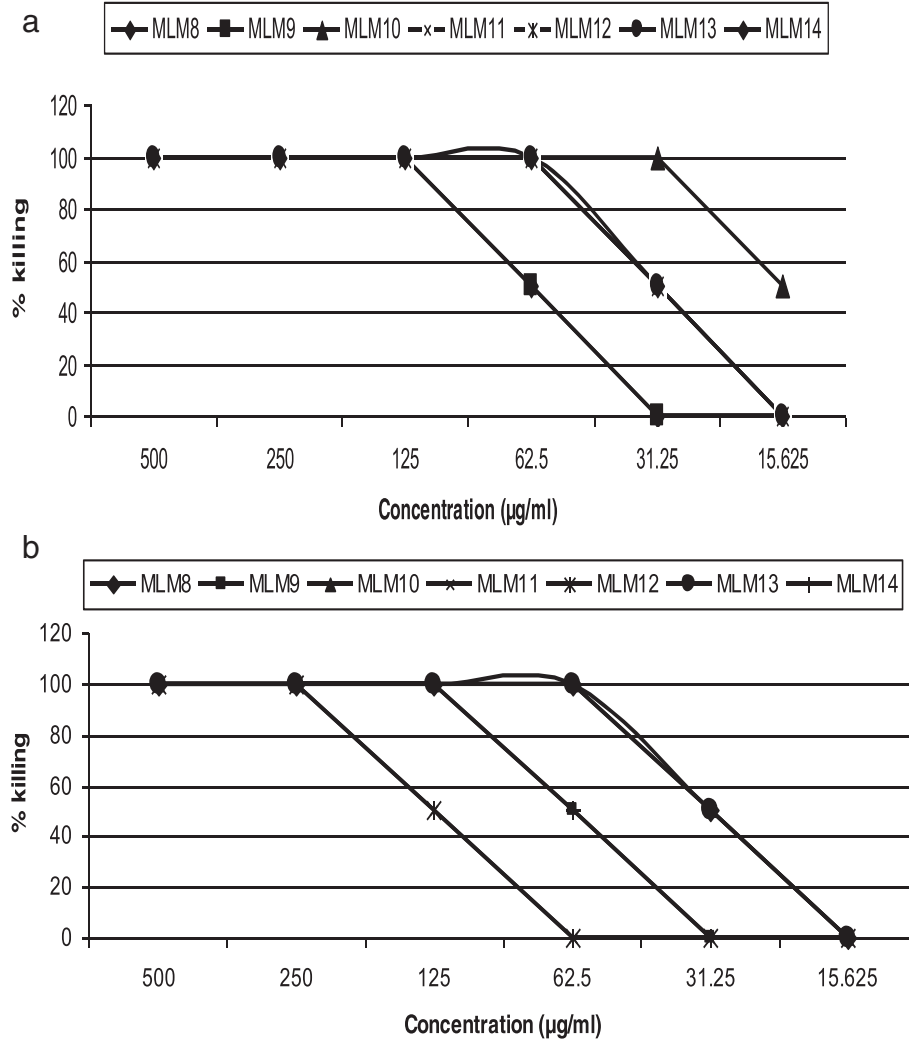 a
MLM8 MLM9 MLM10 MLM11 MLM12 MLM13 MLM14
120
100
80
60
40
20
0
% killing
500 250 125 62.5 31.25 15.625
Concentration (µg/ml)
b
MLM8 MLM9 MLM10 MLM11 MLM12 MLM13 MLM14
120
100
80
60
40
20
0
% killing
500 250 125 62.5 31.25 15.625
Concentration (µg/ml)